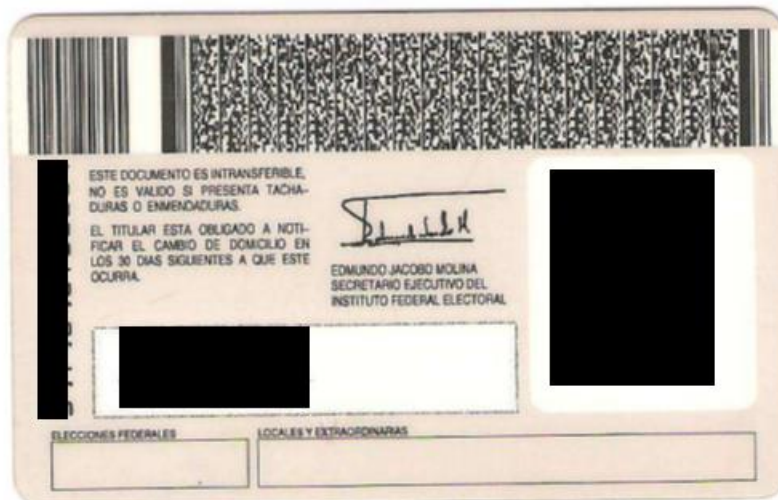 ESTE DOCUMENTO ES INTRANSFERIBLE,
NO ES VALIDO SI PRESENTA TACHA-
DURAS O ENMENDADURAS.
EL TITULAR ESTA OBLIGADO A NOTI-
FICAR EL CAMBIO DE DOMICILIO EN
LOS 30 DIAS SIGUIENTES A QUE ESTE
OCURRA.
EDMUNDO JACOBO MOLINA
SECRETARIO EJECUTIVO DEL
INSTITUTO FEDERAL ELECTORAL
ELECCIONES FEDERALES
LOCALES Y EXTRAORDINARIAS